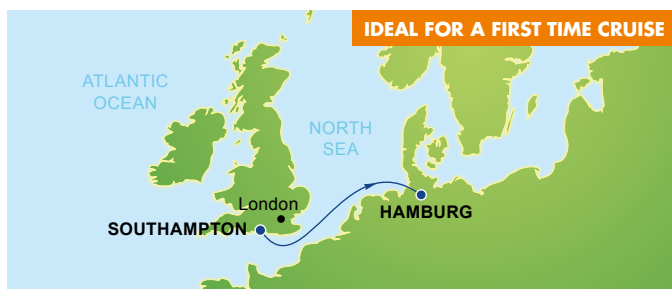 IDEAL FOR A FIRST TIME CRUISE
ATLANTIC
OCEAN
NORTH
SEA
London
SOUTHAMPTON
HAMBURG